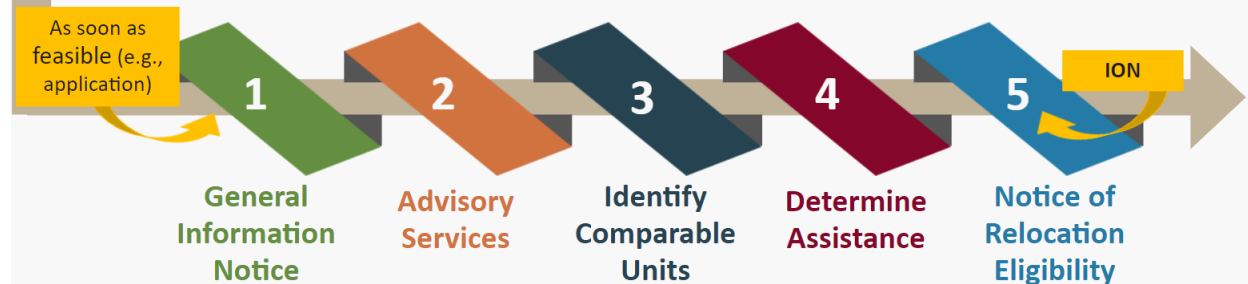 As soon as
feasible (e.g.,
application)
1
2
3
4
5
ION
General
Information
Notice
Advisory
Services
Identify
Comparable
Units
Determine
Assistance
Notice of
Relocation
Eligibility